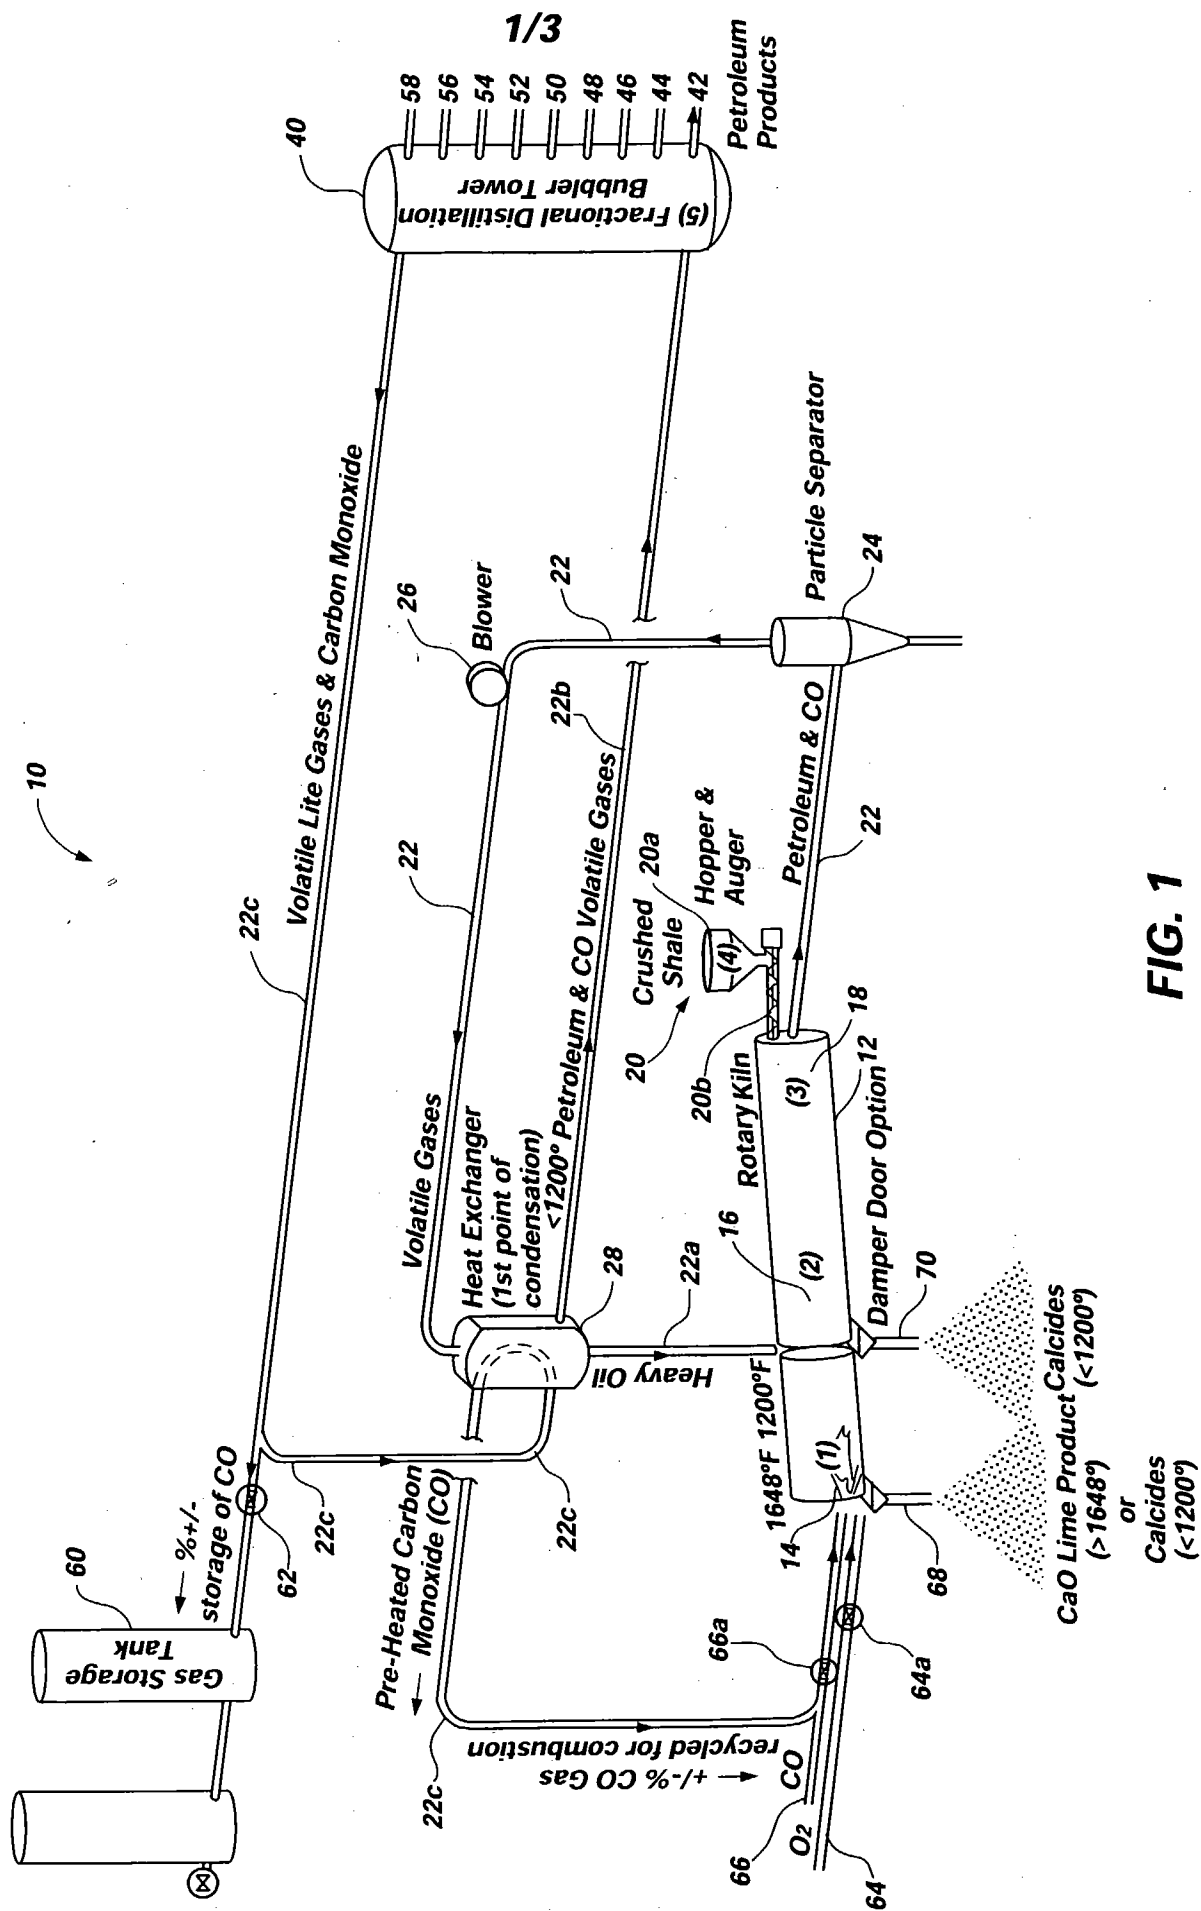 1/3
10
60
Gas Storage
Tank
← %+/-
storage of CO
62
22c
22c
Volatile Lite Gases & Carbon Monoxide
40
(5) Fractional Distillation
Bubbler Tower
58
56
54
52
50
48
46
44
42
Petroleum
Products
26
Blower
22
Volatile Gases
22
Heat Exchanger
(1st point of
condensation)
<1200° Petroleum & CO Volatile Gases
22b
28
22a
Heavy Oil
22c
Pre-Heated Carbon
← Monoxide (CO)
22c
← +/-% CO Gas
recycled for combustion
66
CO
O2
64
66a
64a
14
1648°F 1200°F
(1)
16
(2)
Rotary Kiln
(3)
18
12
Damper Door Option
20
Crushed
Shale
20a
Hopper &
Auger
(4)
20b
Petroleum & CO
22
Particle Separator
24
68
70
CaO Lime Product
(>1648°)
or
Calcides
(<1200°)
Calcides
(<1200°)
FIG. 1